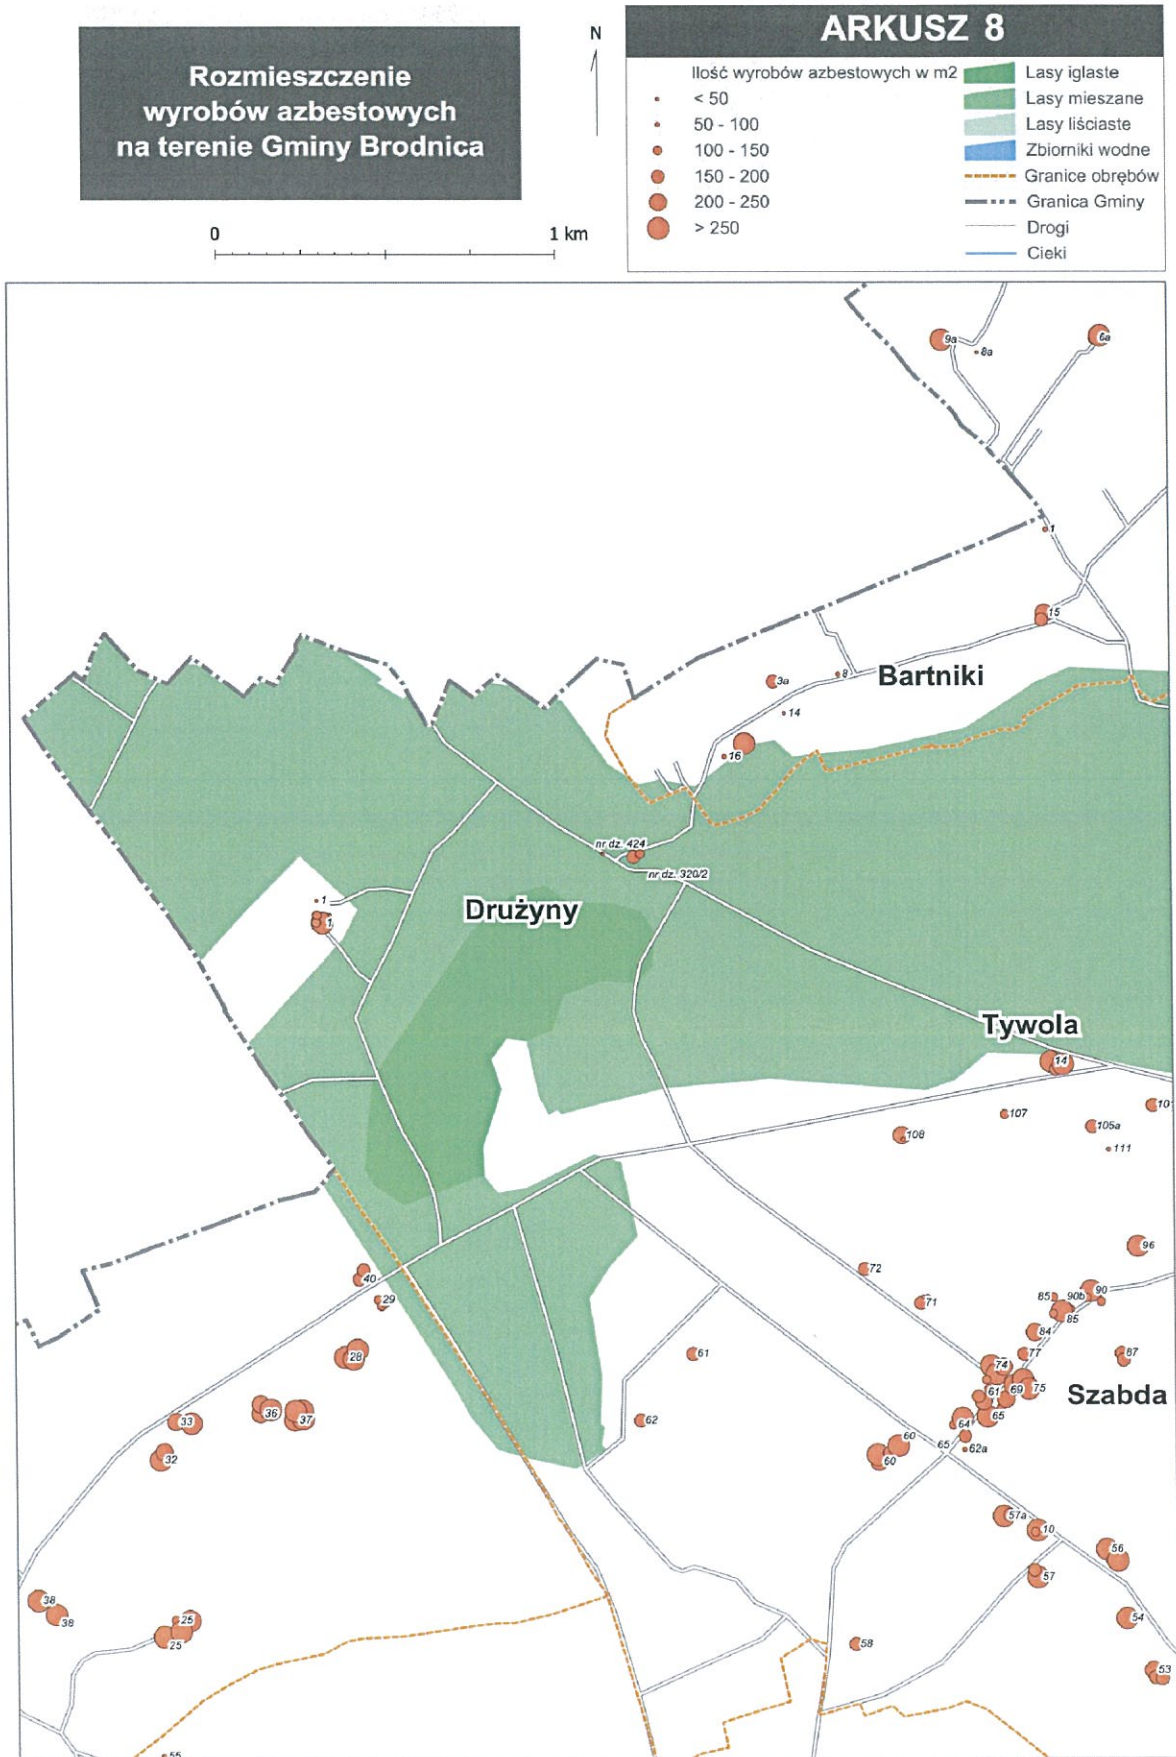 Rozmieszczenie
wyrobów azbestowych
na terenie Gminy Brodnica
N
0
1 km
ARKUSZ 8
Ilość wyrobów azbestowych w m2
< 50
50 - 100
100 - 150
150 - 200
200 - 250
> 250
Lasy iglaste
Lasy mieszane
Lasy liściaste
Zbiorniki wodne
Granice obrębów
Granica Gminy
Drogi
Cieki
9a
8a
6a
1
15
Bartniki
8
3a
14
16
nr dz. 424
nr dz. 320/2
1
1
Drużyny
Tywola
14
101
107
105a
108
111
96
72
40
29
71
85
90b
90
85
84
28
61
77
87
74
61
69
75
Szabda
36
37
33
62
64
65
32
60
60
65
62a
57a
10
56
57
38
38
25
25
54
58
53
55